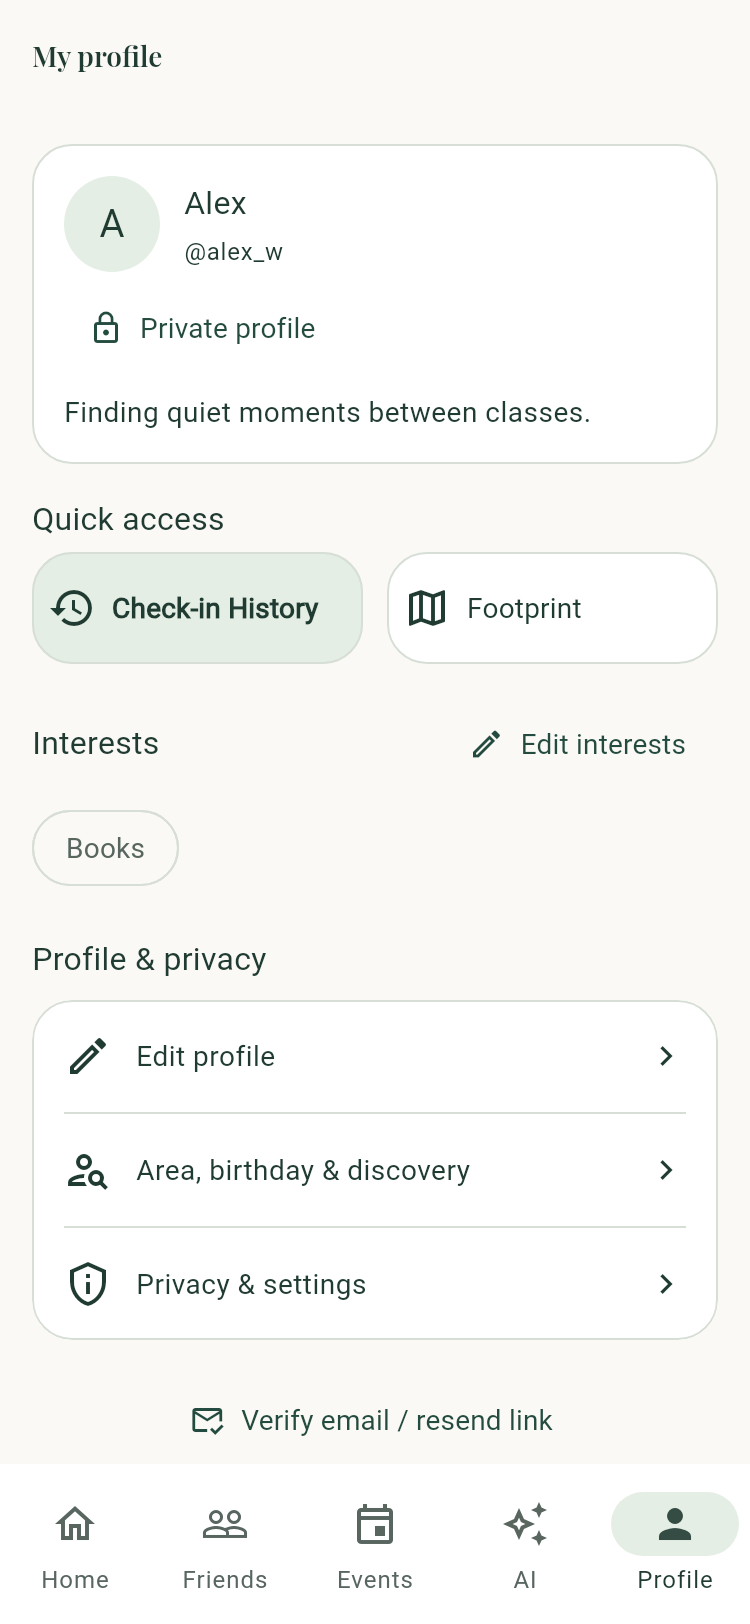 My profile
A
Alex
@alex_w
Private profile
Finding quiet moments between classes.
Quick access
Check-in History
Footprint
Interests
Edit interests
Books
Profile & privacy
Edit profile
Area, birthday & discovery
Privacy & settings
Verify email / resend link
Home
Friends
Events
AI
Profile